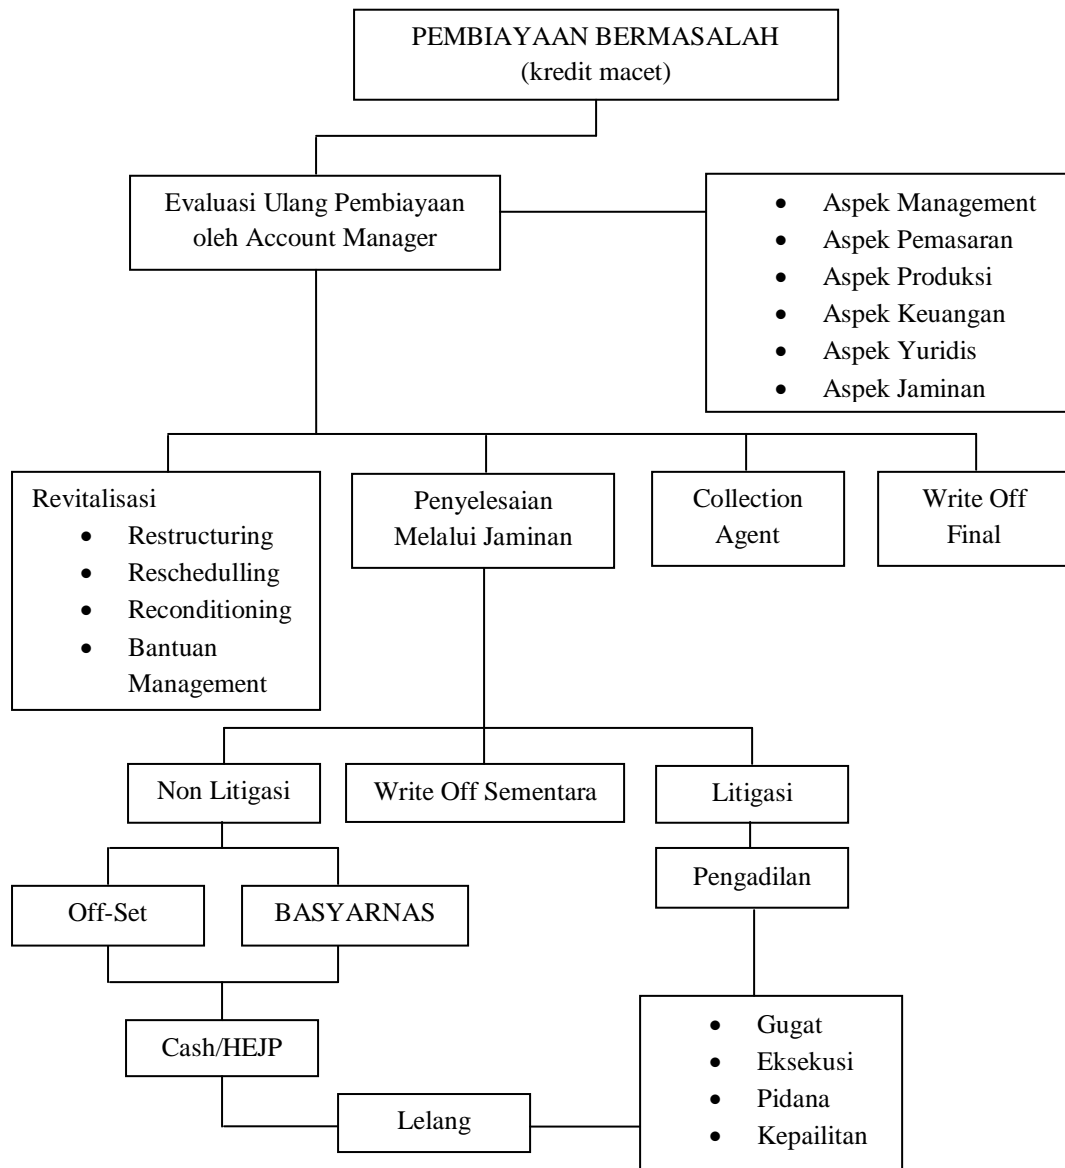 PEMBIAYAAN BERMASALAH
(kredit macet)
Evaluasi Ulang Pembiayaan
oleh Account Manager
• Aspek Management
• Aspek Pemasaran
• Aspek Produksi
• Aspek Keuangan
• Aspek Yuridis
• Aspek Jaminan
Revitalisasi
• Restructuring
• Reschedulling
• Reconditioning
• Bantuan
Management
Penyelesaian
Melalui Jaminan
Collection
Agent
Write Off
Final
Non Litigasi
Write Off Sementara
Litigasi
Off-Set
BASYARNAS
Pengadilan
Cash/HEJP
Lelang
• Gugat
• Eksekusi
• Pidana
• Kepailitan